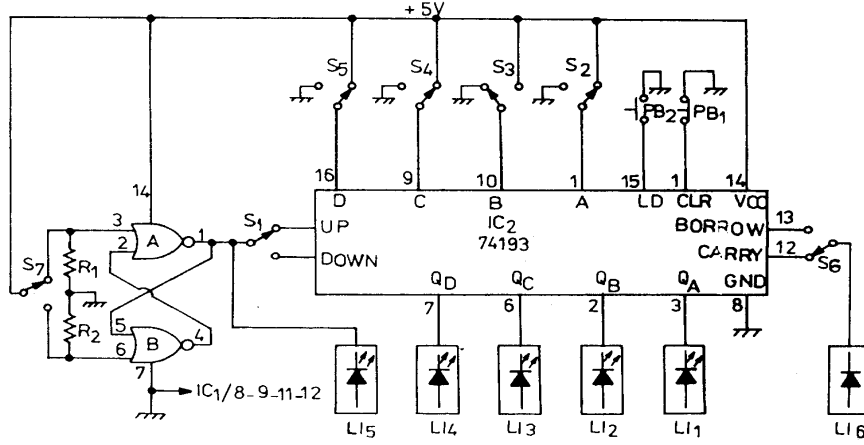 + 5V
S5
S4
S3
S2
PB2
PB1
14
16
9
10
1
15
1
14
D
C
B
A
LD
CLR
VCC
3
2
A
1
S1
UP
IC2
74193
BORROW
13
DOWN
CARRY
12
S6
S7
R1
R2
QD
QC
QB
QA
GND
7
6
2
3
8
5
6
B
4
7
IC1/8-9-11-12
LI5
LI4
LI3
LI2
LI1
LI6